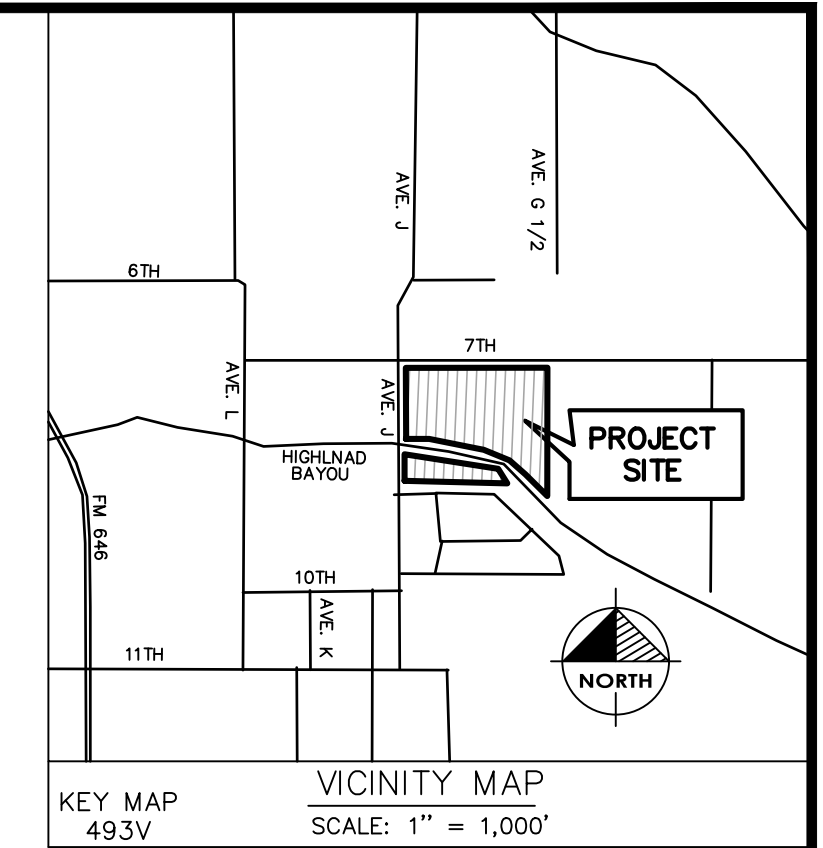 AVE. J
AVE. G 1/2
6TH
7TH
AVE. L
AVE. J
HIGHLNAD
BAYOU
PROJECT
SITE
FM 646
10TH
AVE. K
11TH
NORTH
VICINITY MAP
SCALE: 1" = 1,000'
KEY MAP
493V